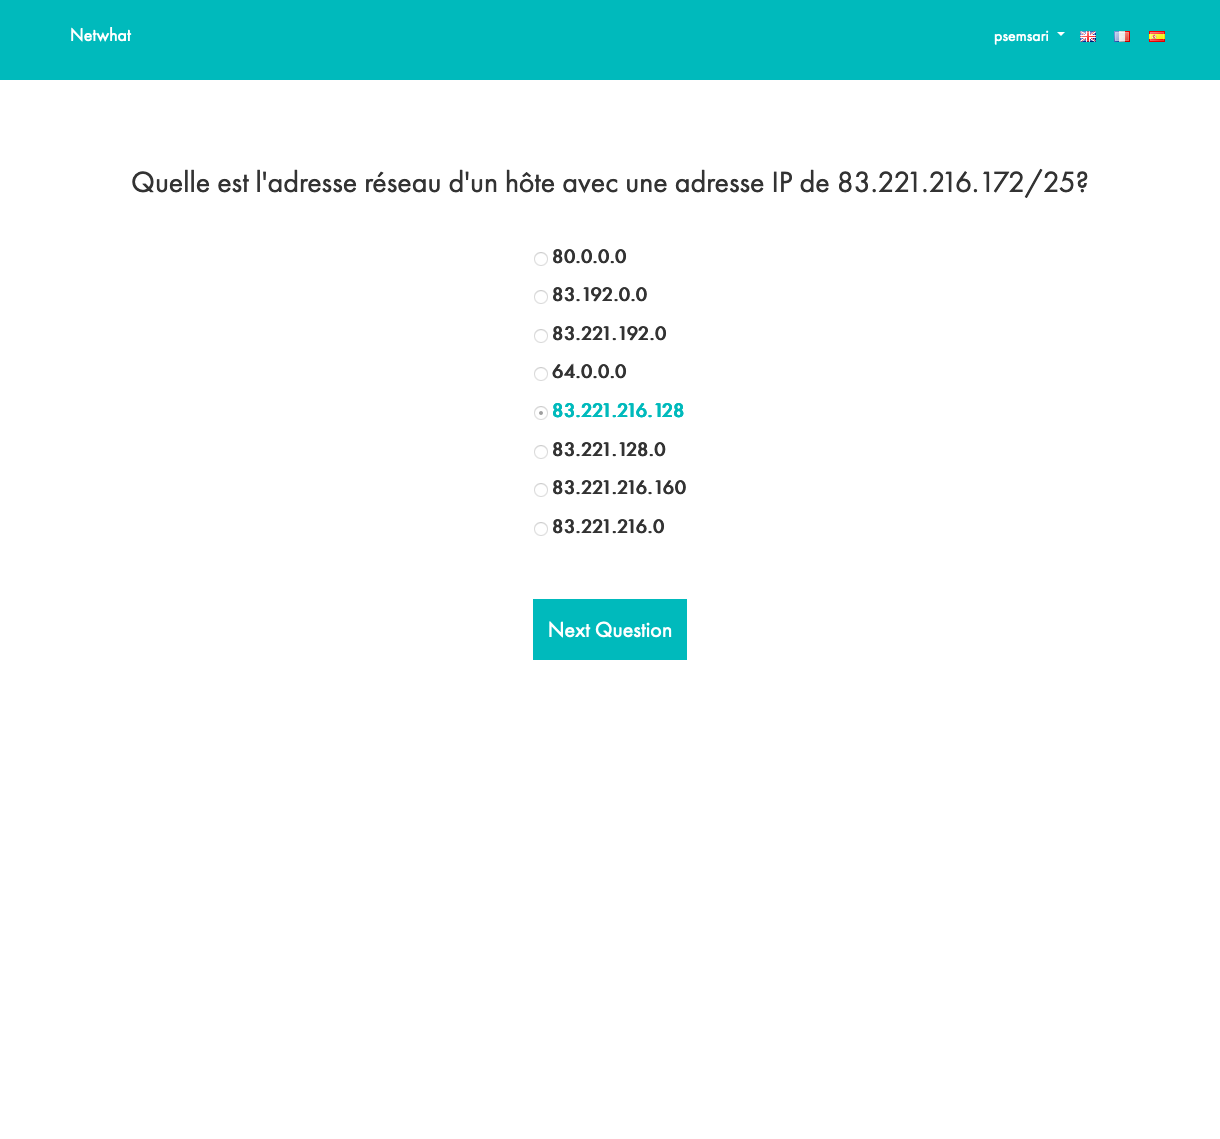 Netwhat
psemsari
Quelle est l'adresse réseau d'un hôte avec une adresse IP de 83.221.216.172/25?
80.0.0.0
83.192.0.0
83.221.192.0
64.0.0.0
83.221.216.128
83.221.128.0
83.221.216.160
83.221.216.0
Next Question